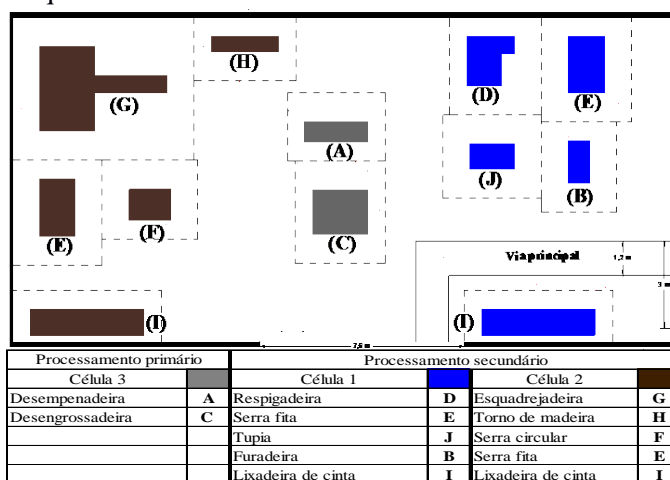 (H)
(G)
(D)
(E)
(A)
(J)
(B)
(E)
(F)
(C)
Via principal
1,2 m
3 m
(I)
(I)
7,5 m
Processamento primário Processamento secundário
Célula 3 Célula 1 Célula 2
Desempenadeira A Respigadeira D Esquadrejadeira G
Desengrossadeira C Serra fita E Torno de madeira H
Tupia J Serra circular F
Furadeira B Serra fita E
Lixadeira de cinta I Lixadeira de cinta I